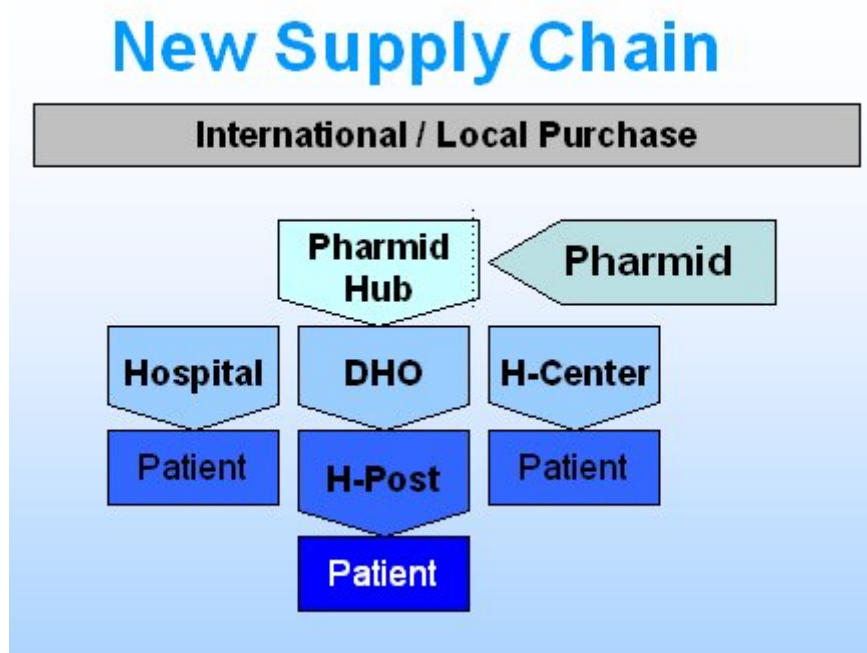 New Supply Chain
International / Local Purchase
Pharmid
Hub
Pharmid
Hospital
DHO
H-Center
Patient
H-Post
Patient
Patient